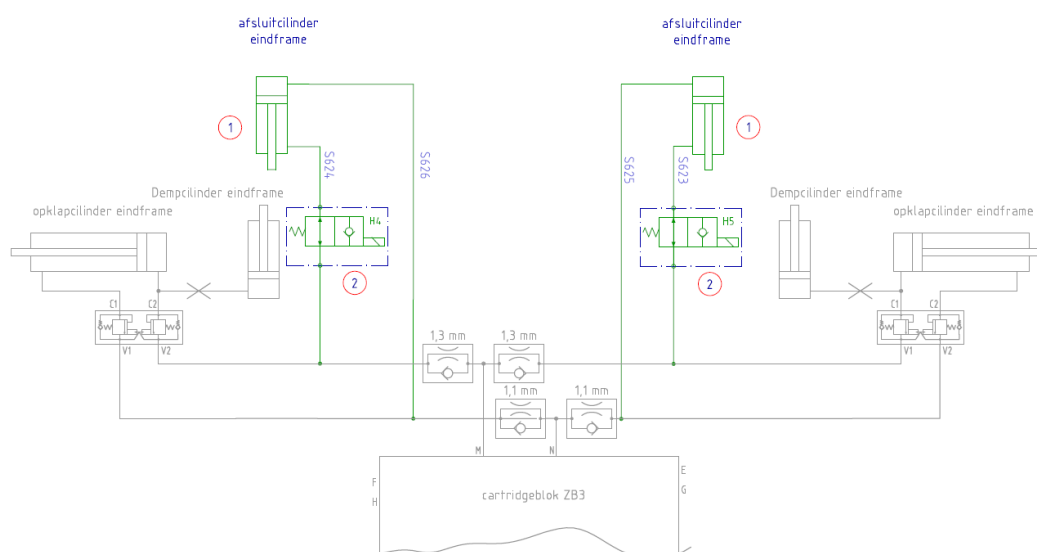 afsluitcilinder
eindframe
afsluitcilinder
eindframe
1
1
S624
S626
S625
S623
Dempcilinder eindframe
opklapcilinder eindframe
Dempcilinder eindframe
opklapcilinder eindframe
H4
H5
2
2
C1
C2
C1
C2
V1
V2
V1
V2
1,3 mm
1,3 mm
1,1 mm
1,1 mm
M
N
F
H
E
G
cartridgeblok ZB3